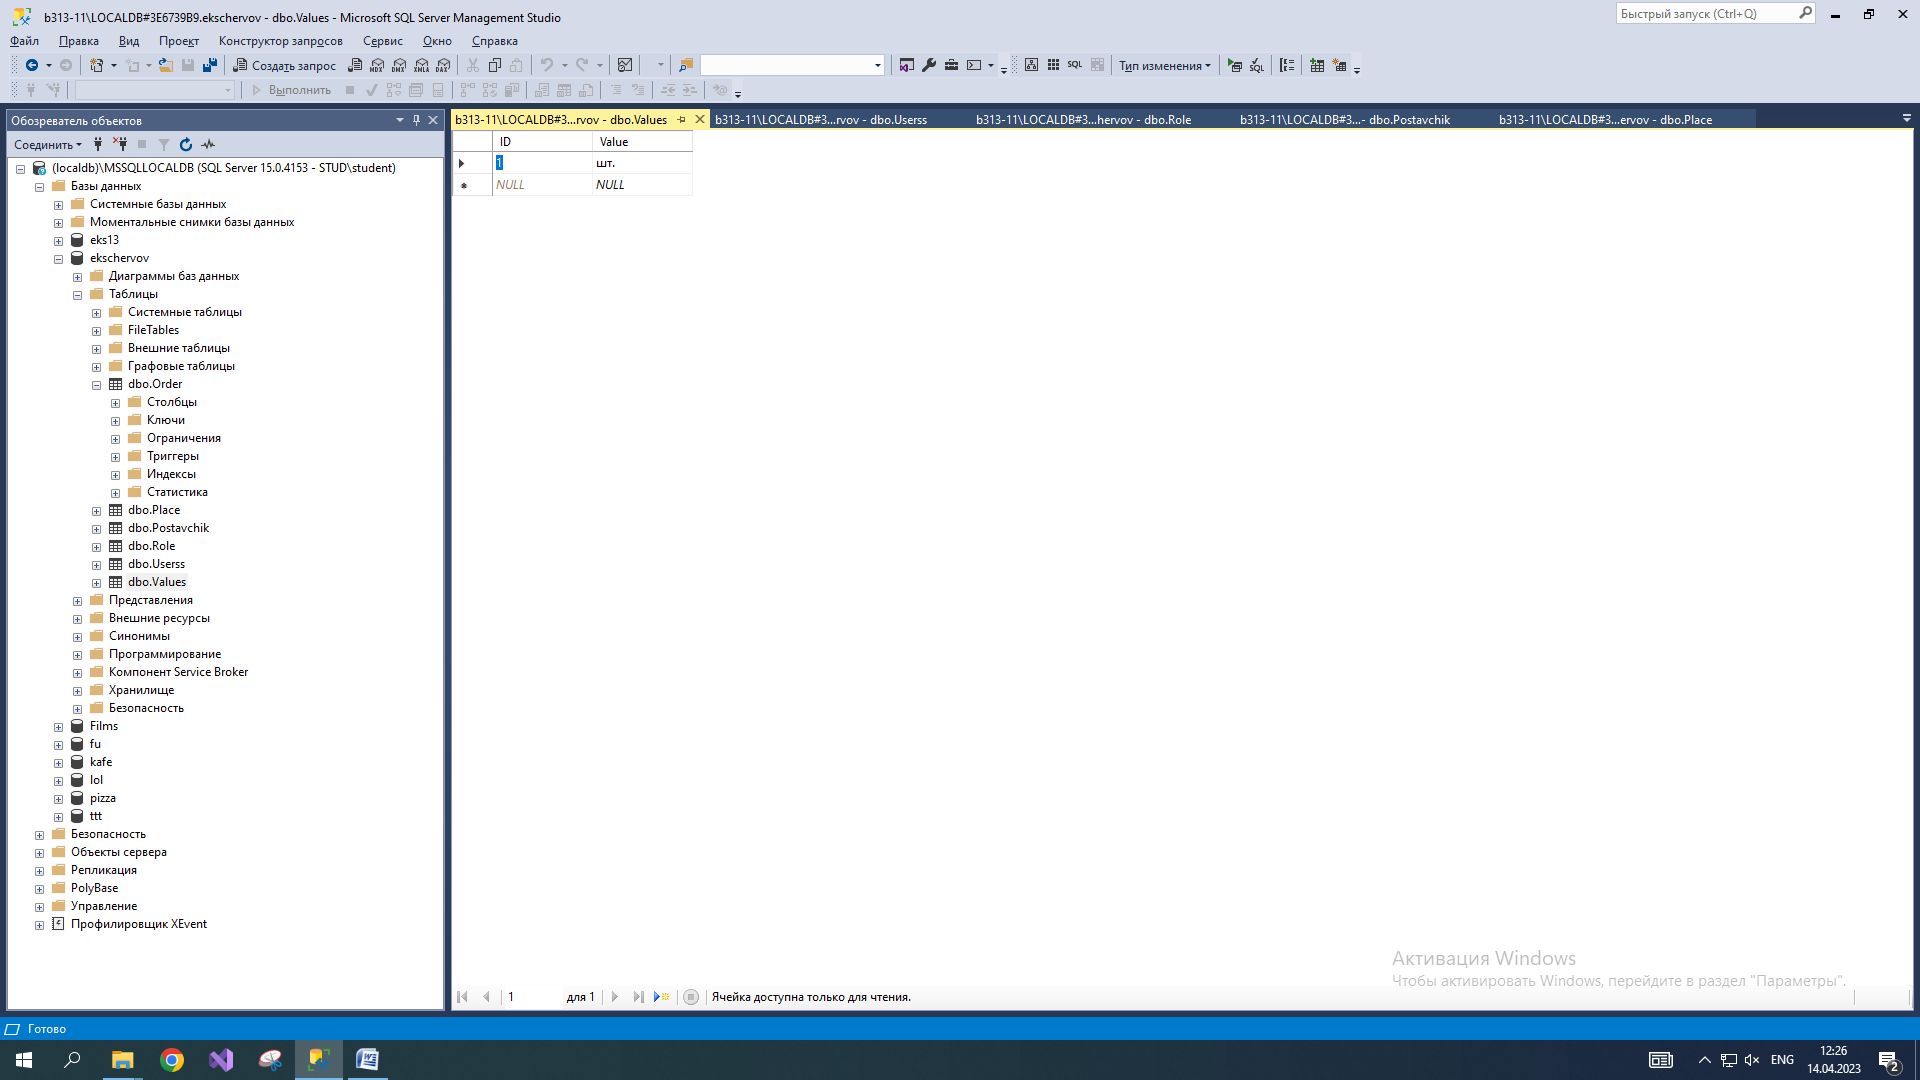 b313-11\LOCALDB#3E6739B9.ekschervov - dbo.Values - Microsoft SQL Server Management Studio
Быстрый запуск (Ctrl+Q)
Файл Правка Вид Проект Конструктор запросов Сервис Окно Справка
Создать запрос MDX DMX XMLA DAX SQL Тип изменения SQL
Выполнить
Обозреватель объектов
b313-11\LOCALDB#3...rvov - dbo.Values b313-11\LOCALDB#3...rvov - dbo.Userss b313-11\LOCALDB#3...hervov - dbo.Role b313-11\LOCALDB#3...- dbo.Postavchik b313-11\LOCALDB#3...ervov - dbo.Place
Соединить
ID Value
1 шт.
NULL NULL
(localdb)\MSSQLLOCALDB (SQL Server 15.0.4153 - STUD\student)
Базы данных
Системные базы данных
Моментальные снимки базы данных
eks13
ekschervov
Диаграммы баз данных
Таблицы
Системные таблицы
FileTables
Внешние таблицы
Графовые таблицы
dbo.Order
Столбцы
Ключи
Ограничения
Триггеры
Индексы
Статистика
dbo.Place
dbo.Postavchik
dbo.Role
dbo.Userss
dbo.Values
Представления
Внешние ресурсы
Синонимы
Программирование
Компонент Service Broker
Хранилище
Безопасность
Films
fu
kafe
lol
pizza
ttt
Безопасность
Объекты сервера
Репликация
PolyBase
Управление
Профилировщик XEvent
Активация Windows
Чтобы активировать Windows, перейдите в раздел "Параметры".
1 для 1 Ячейка доступна только для чтения.
Готово
ENG
12:26
14.04.2023
2